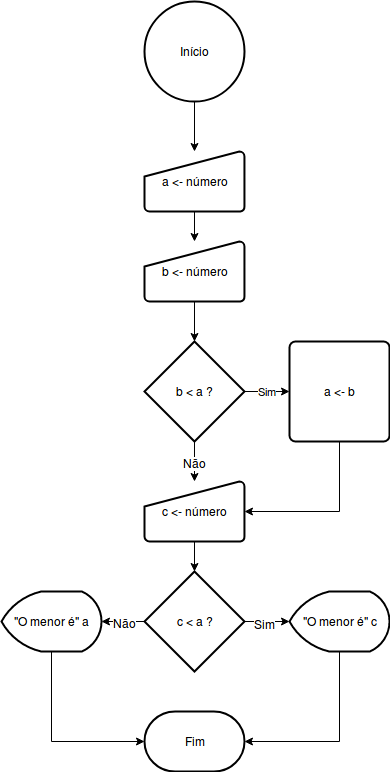 Início
a <- número
b <- número
b < a ?
Sim
a <- b
Não
c <- número
"O menor é" a
Não
c < a ?
Sim
"O menor é" c
Fim